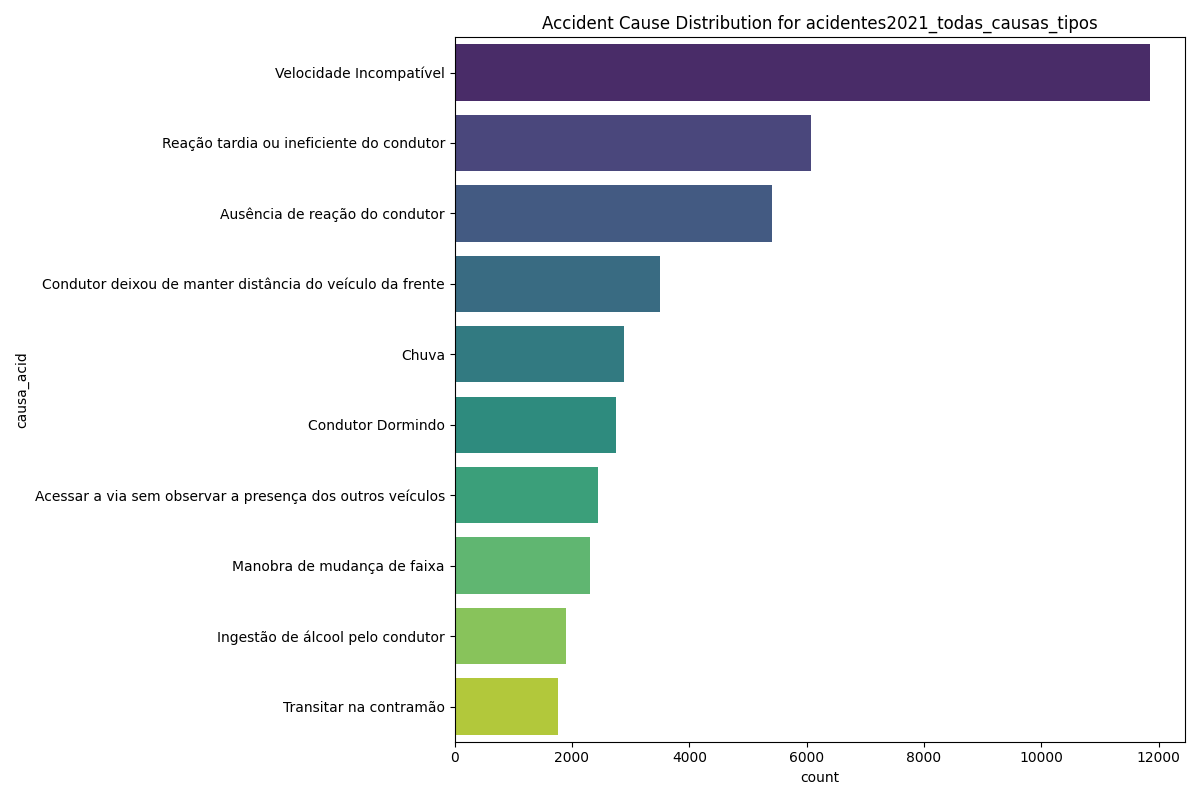 Accident Cause Distribution for acidentes2021_todas_causas_tipos
causa_acid
Velocidade Incompatível
Reação tardia ou ineficiente do condutor
Ausência de reação do condutor
Condutor deixou de manter distância do veículo da frente
Chuva
Condutor Dormindo
Acessar a via sem observar a presença dos outros veículos
Manobra de mudança de faixa
Ingestão de álcool pelo condutor
Transitar na contramão
0 2000 4000 6000 8000 10000 12000
count